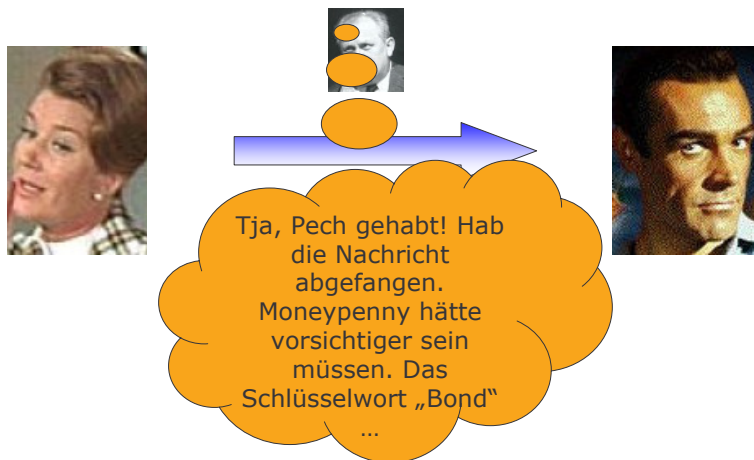 Tja, Pech gehabt! Hab
die Nachricht
abgefangen.
Moneypenny hätte
vorsichtiger sein
müssen. Das
Schlüsselwort „Bond“
…